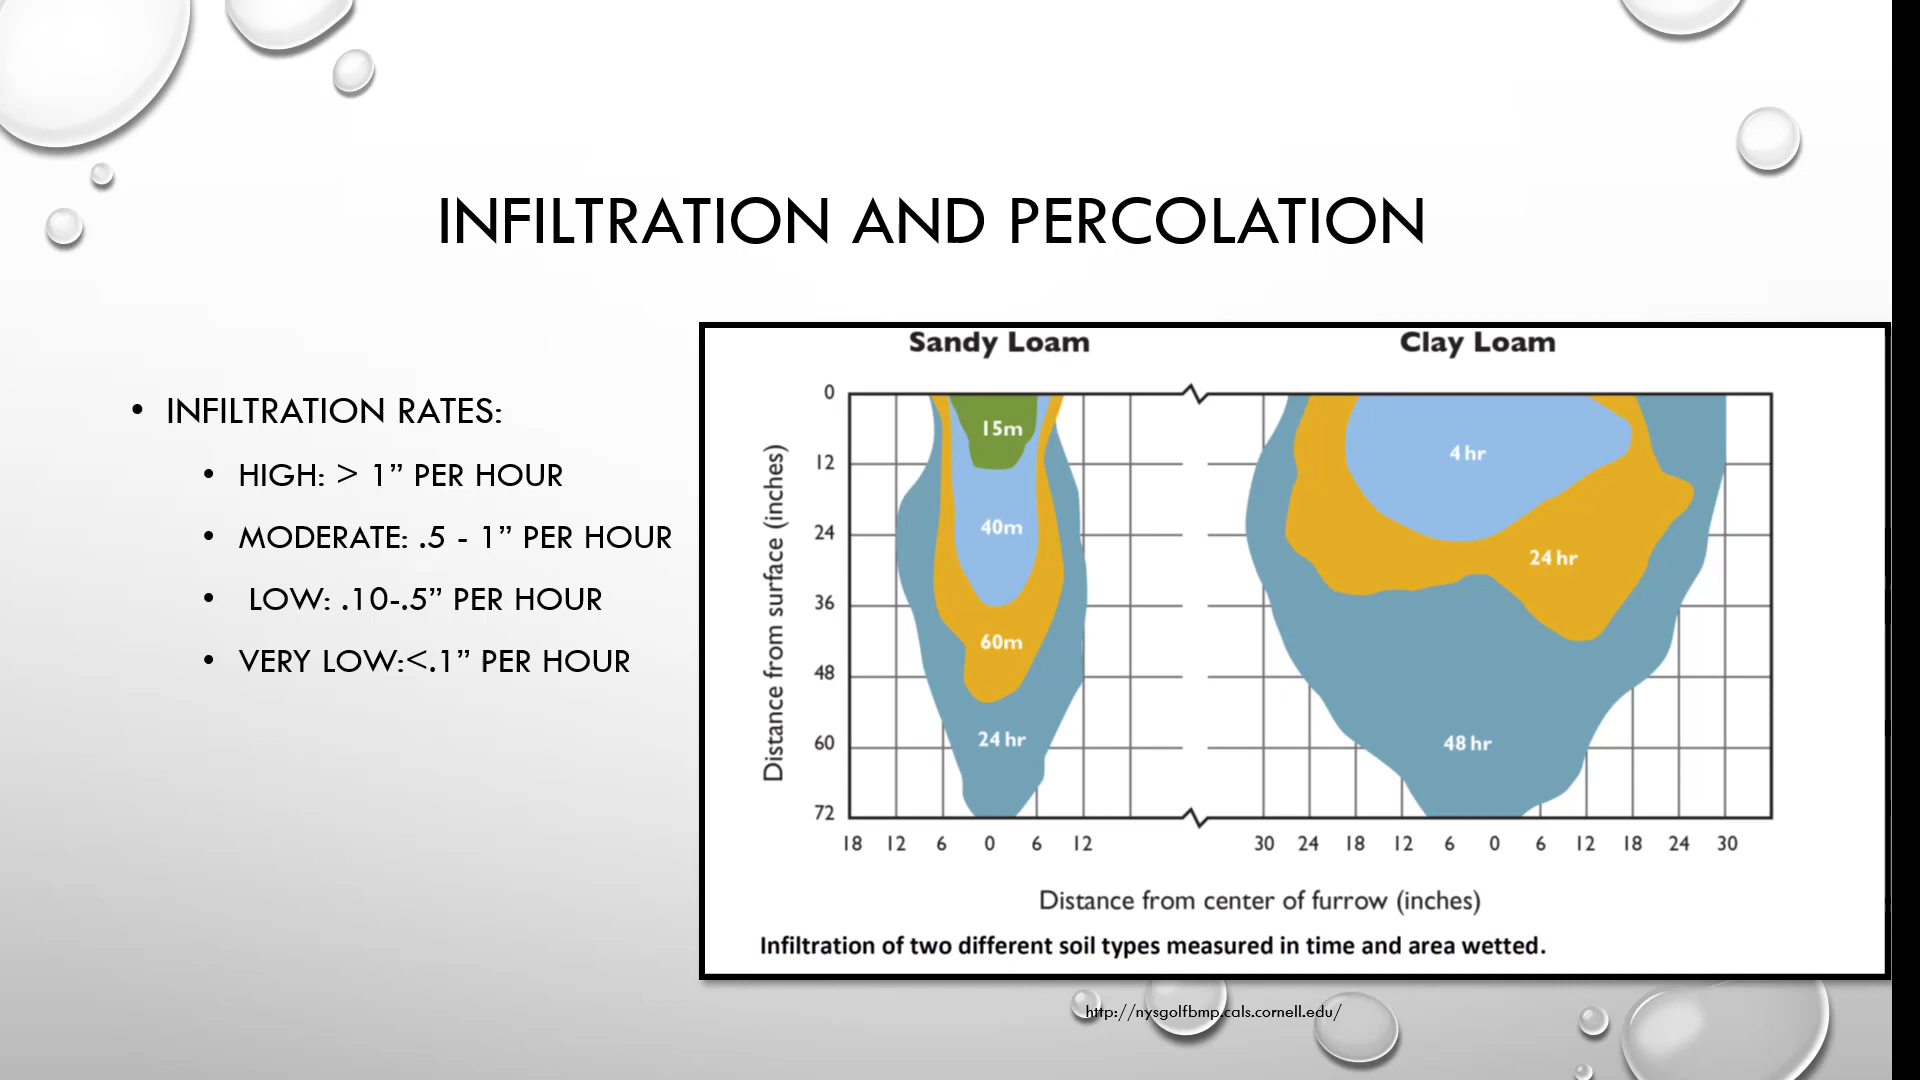 INFILTRATION AND PERCOLATION
• INFILTRATION RATES:
• HIGH: > 1” PER HOUR
• MODERATE: .5 - 1” PER HOUR
• LOW: .10-.5” PER HOUR
• VERY LOW:<.1” PER HOUR
Sandy Loam
Clay Loam
Distance from surface (inches)
0
12
24
36
48
60
72
15m
40m
60m
24 hr
4 hr
24 hr
48 hr
18 12 6 0 6 12
30 24 18 12 6 0 6 12 18 24 30
Distance from center of furrow (inches)
Infiltration of two different soil types measured in time and area wetted.
http://nysgolfbmp.cals.cornell.edu/